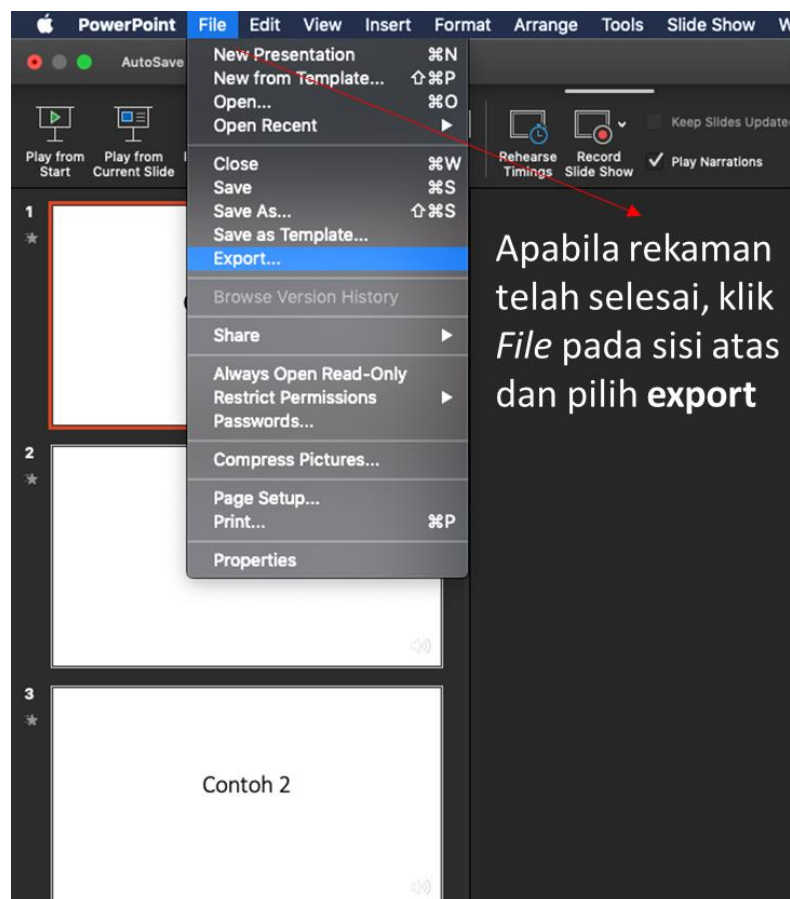 PowerPoint File Edit View Insert Format Arrange Tools Slide Show
AutoSave
New Presentation ⌘N
New from Template... ⇧⌘P
Open... ⌘O
Open Recent ▶
Close ⌘W
Save ⌘S
Save As... ⇧⌘S
Save as Template...
Export...
Browse Version History
Share ▶
Always Open Read-Only
Restrict Permissions ▶
Passwords...
Compress Pictures...
Page Setup...
Print... ⌘P
Properties
Play from
Start
Play from
Current Slide
Rehearse
Timings
Record
Slide Show
Keep Slides
✓ Play Narrations
1
2
3
Contoh 2
Apabila rekaman
telah selesai, klik
File pada sisi atas
dan pilih export